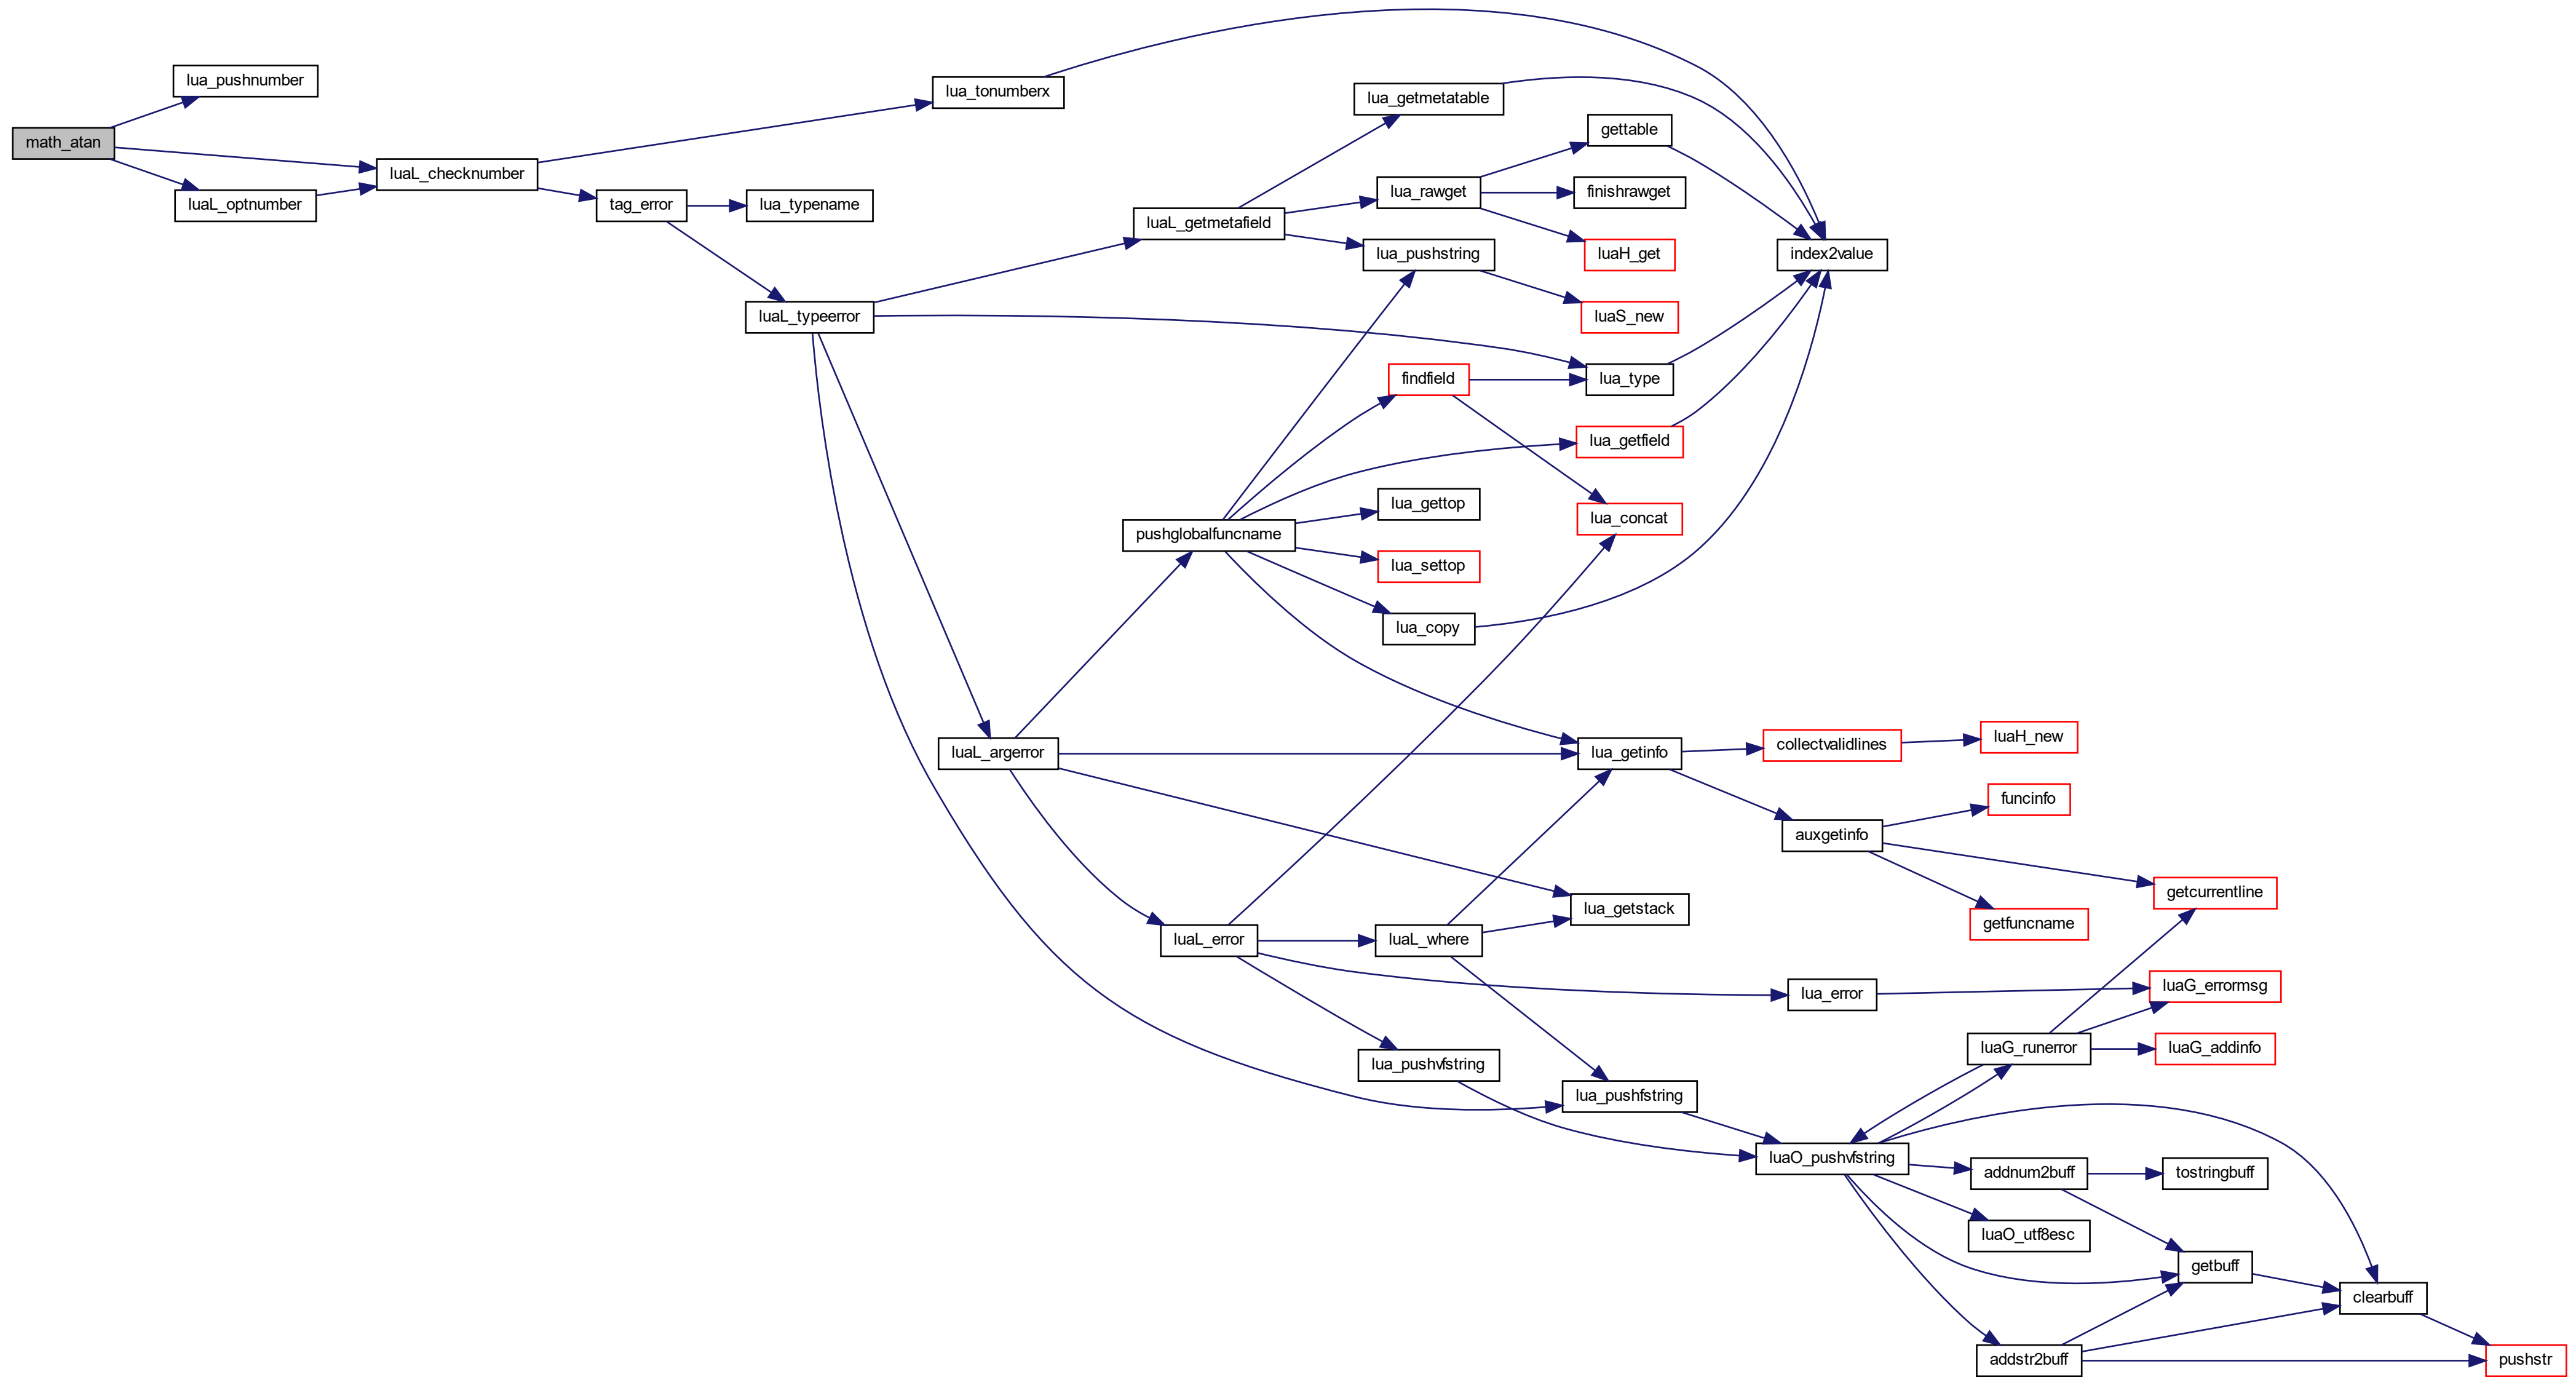 math_atan
lua_pushnumber
luaL_checknumber
luaL_optnumber
lua_tonumberx
tag_error
lua_typename
luaL_typeerror
luaL_getmetafield
lua_getmetatable
lua_rawget
gettable
finishrawget
luaH_get
lua_pushstring
luaS_new
index2value
findfield
lua_type
lua_getfield
lua_concat
pushglobalfuncname
lua_gettop
lua_settop
lua_copy
luaL_argerror
lua_getinfo
collectvalidlines
luaH_new
auxgetinfo
funcinfo
getcurrentline
getfuncname
lua_getstack
luaL_error
luaL_where
lua_error
luaG_errormsg
luaG_runerror
luaG_addinfo
lua_pushvfstring
lua_pushfstring
luaO_pushvfstring
addnum2buff
tostringbuff
luaO_utf8esc
getbuff
clearbuff
addstr2buff
pushstr